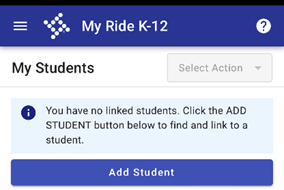 My Ride K-12
My Students
Select Action
You have no linked students. Click the ADD
STUDENT button below to find and link to a
student.
Add Student